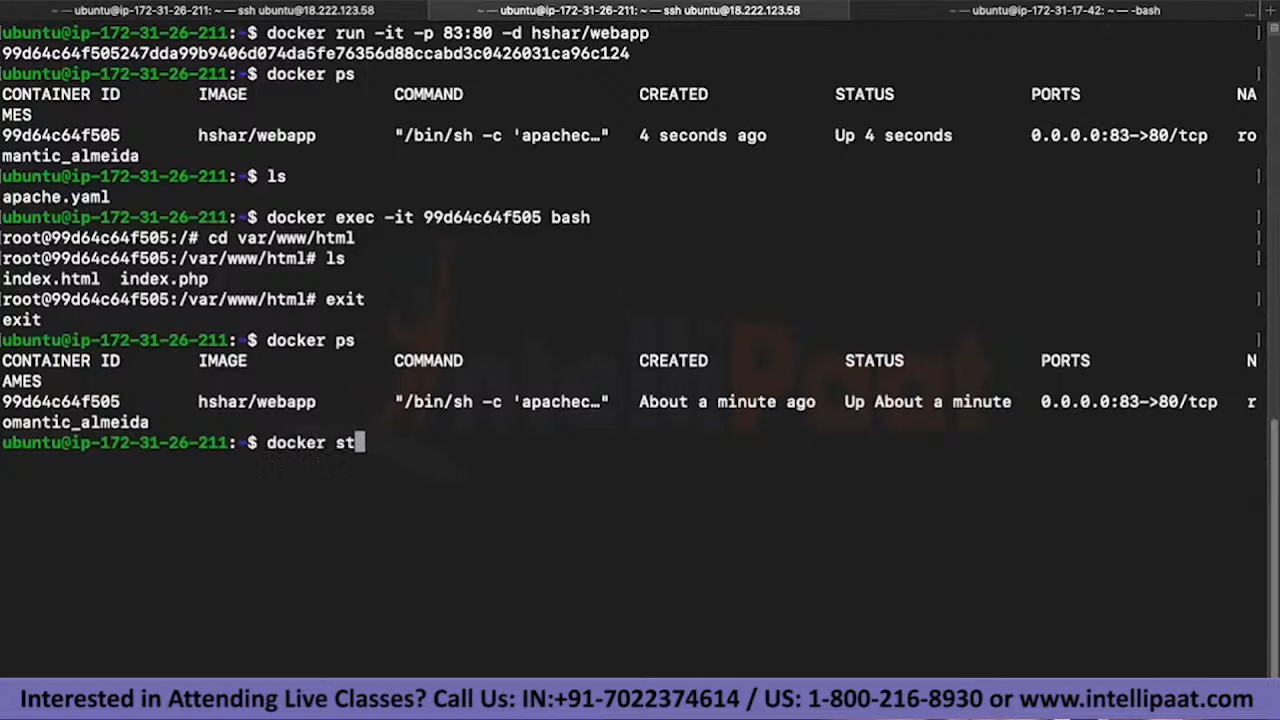 ~ — ubuntu@ip-172-31-26-211: ~ — ssh ubuntu@18.222.123.58
~ — ubuntu@ip-172-31-26-211: ~ — ssh ubuntu@18.222.123.58
~ — ubuntu@ip-172-31-17-42: ~ — -bash
ubuntu@ip-172-31-26-211:~$ docker run -it -p 83:80 -d hshar/webapp
99d64c64f505247dda99b9406d074da5fe76356d88ccabd3c0426031ca96c124
ubuntu@ip-172-31-26-211:~$ docker ps
CONTAINER ID IMAGE COMMAND CREATED STATUS PORTS NA
MES
99d64c64f505 hshar/webapp "/bin/sh -c 'apachec…" 4 seconds ago Up 4 seconds 0.0.0.0:83->80/tcp ro
mantic_almeida
ubuntu@ip-172-31-26-211:~$ ls
apache.yaml
ubuntu@ip-172-31-26-211:~$ docker exec -it 99d64c64f505 bash
root@99d64c64f505:/# cd var/www/html
root@99d64c64f505:/var/www/html# ls
index.html index.php
root@99d64c64f505:/var/www/html# exit
exit
ubuntu@ip-172-31-26-211:~$ docker ps
CONTAINER ID IMAGE COMMAND CREATED STATUS PORTS N
AMES
99d64c64f505 hshar/webapp "/bin/sh -c 'apachec…" About a minute ago Up About a minute 0.0.0.0:83->80/tcp r
omantic_almeida
ubuntu@ip-172-31-26-211:~$ docker st
IntelliPaat
Interested in Attending Live Classes? Call Us: IN:+91-7022374614 / US: 1-800-216-8930 or www.intellipaat.com